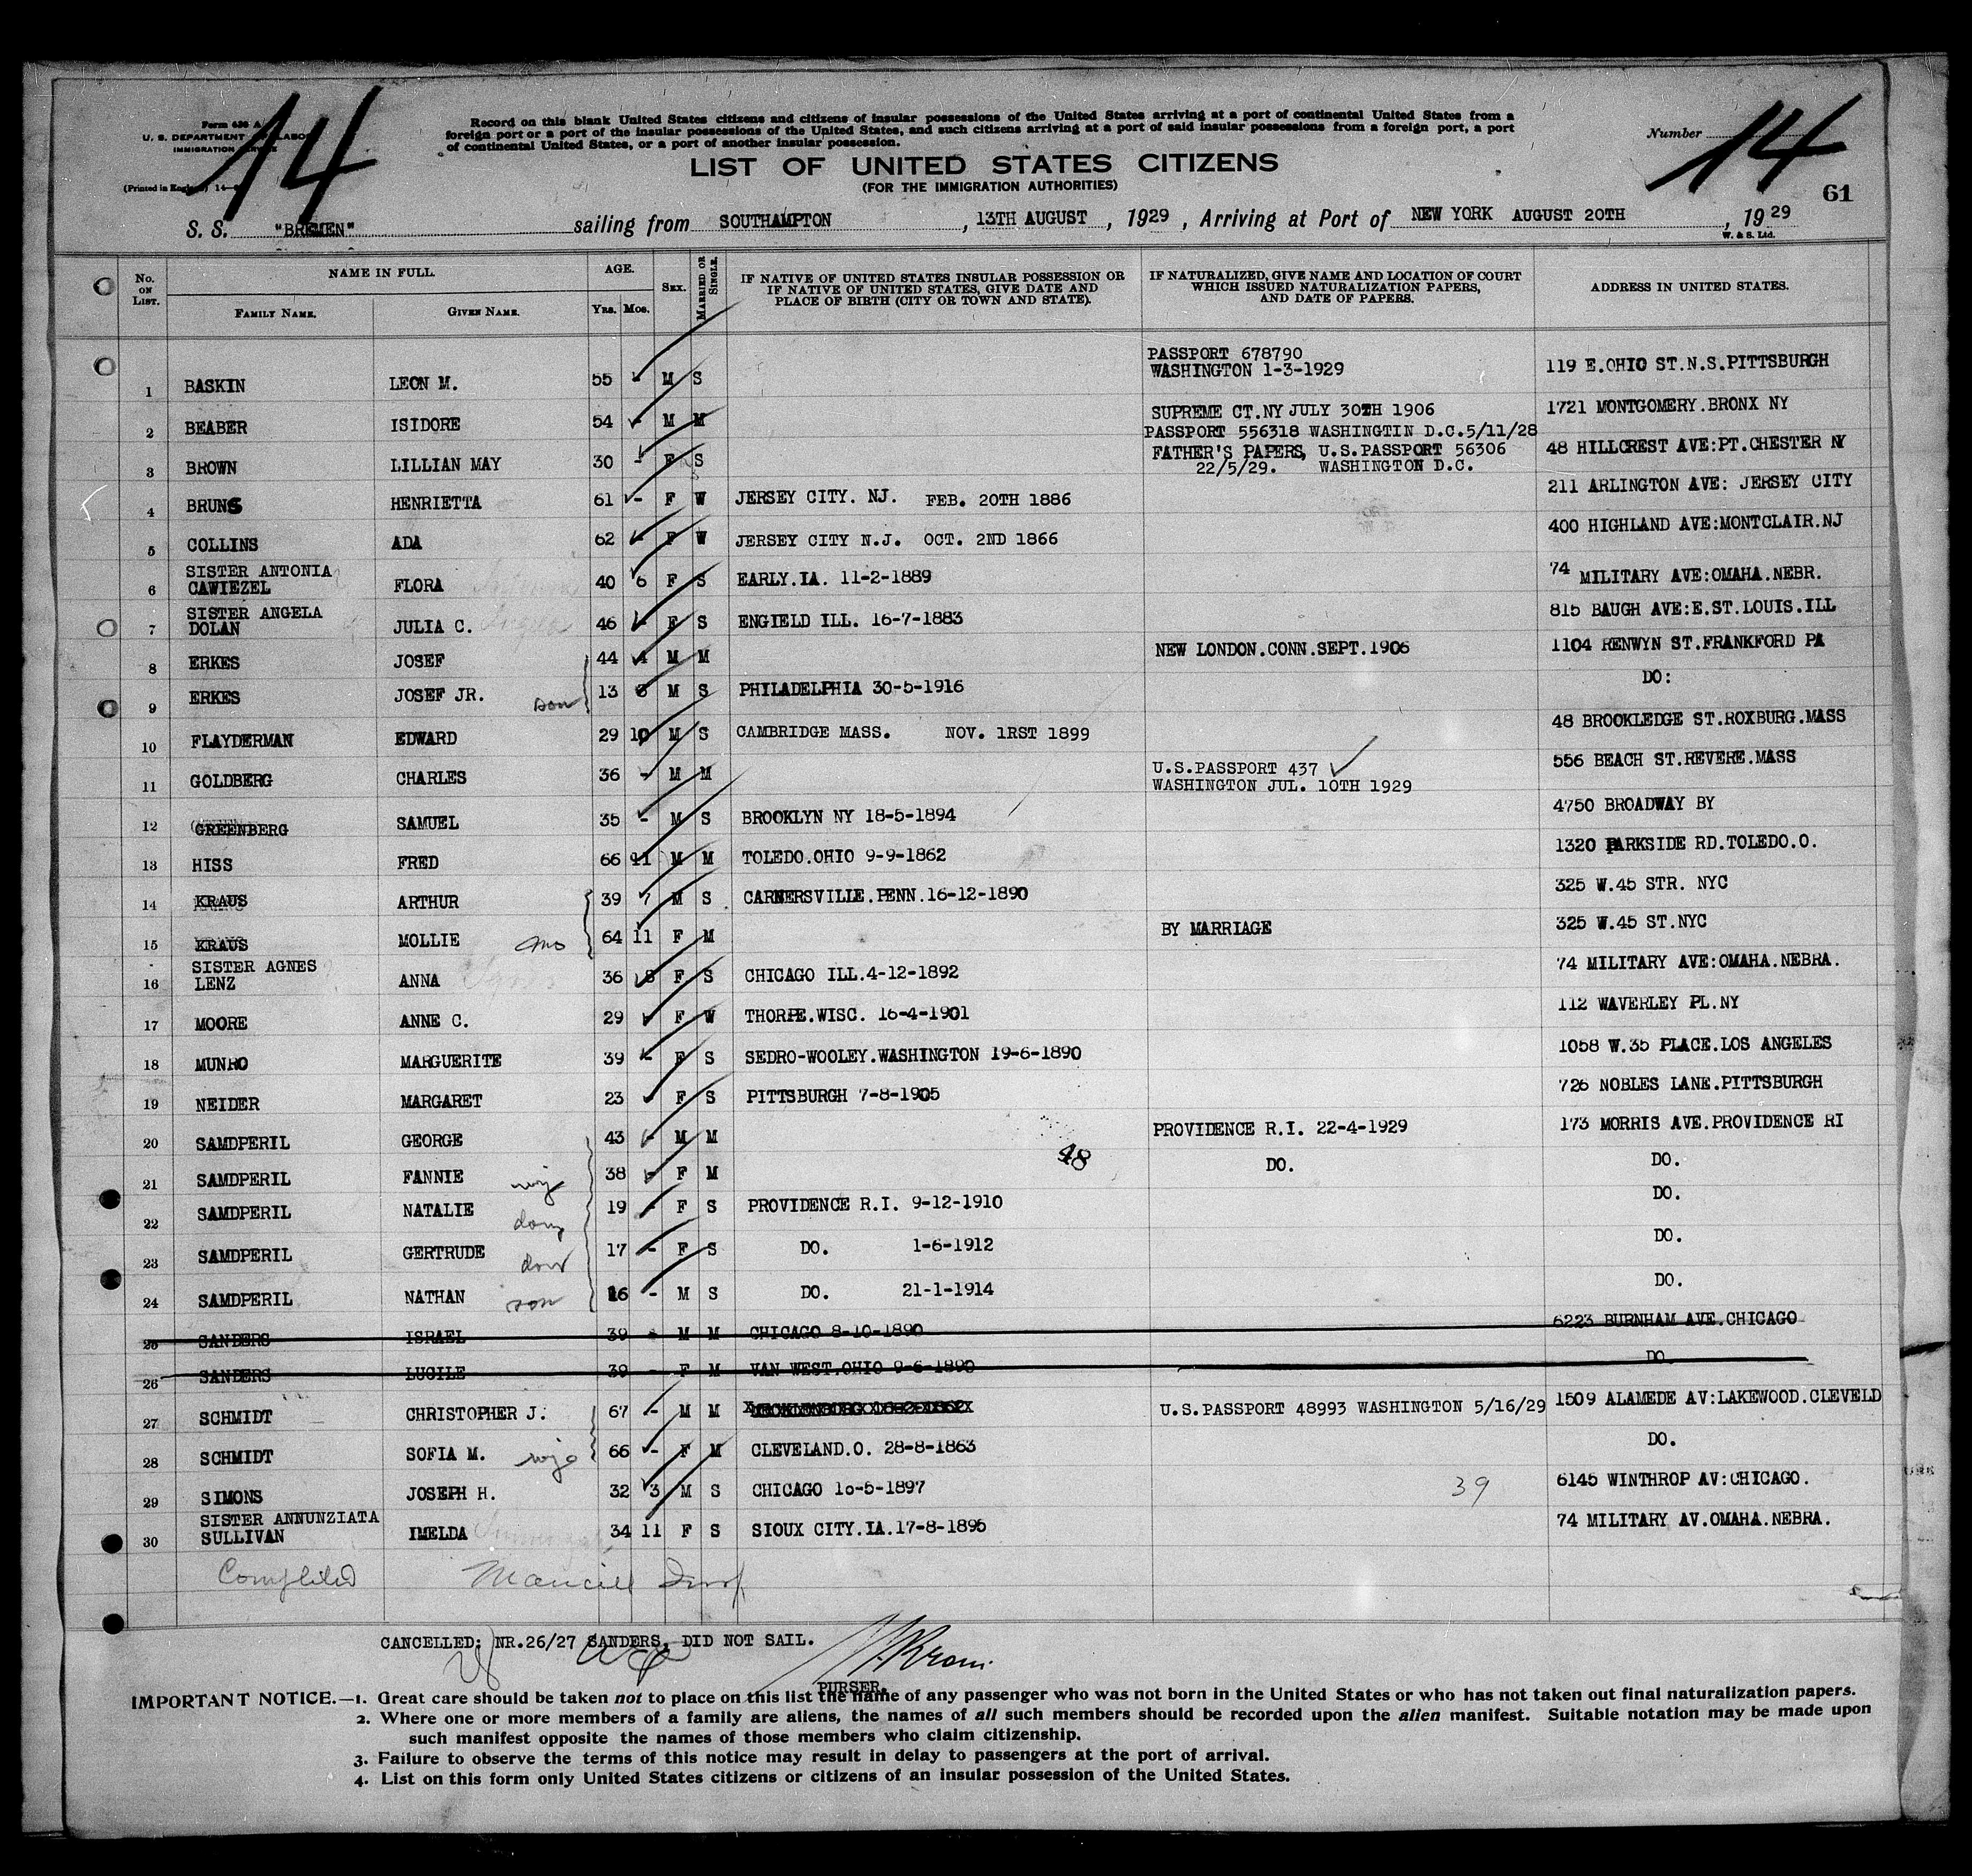 14
14
Form 436 A
U. S. DEPARTMENT LABOR
IMMIGRATION SERVICE
(Printed in England) 14
Record on this blank United States citizens and citizens of insular possessions of the United States arriving at a port of continental United States from a
foreign port or a port of the insular possessions of the United States, and such citizens arriving at a port of said insular possessions from a foreign port, a port
of continental United States, or a port of another insular possession.
Number
LIST OF UNITED STATES CITIZENS
(FOR THE IMMIGRATION AUTHORITIES)
61
S. S. "BREMEN" sailing from SOUTHAMPTON, 13TH AUGUST, 1929, Arriving at Port of NEW YORK AUGUST 20TH, 1929
W. & S. Ltd.
No. ON LIST. NAME IN FULL. AGE. SEX. MARRIED OR SINGLE. IF NATIVE OF UNITED STATES INSULAR POSSESSION OR IF NATIVE OF UNITED STATES, GIVE DATE AND PLACE OF BIRTH (CITY OR TOWN AND STATE). IF NATURALIZED, GIVE NAME AND LOCATION OF COURT WHICH ISSUED NATURALIZATION PAPERS, AND DATE OF PAPERS. ADDRESS IN UNITED STATES.
FAMILY NAME. GIVEN NAME. Yrs. Mos.
1 BASKIN LEON M. 55 - M S PASSPORT 678790 WASHINGTON 1-3-1929 119 E.OHIO ST.N.S.PITTSBURGH
2 BEABER ISIDORE 54 - M M SUPREME CT.NY JULY 30TH 1906 PASSPORT 556318 WASHINGTIN D.C.5/11/28 1721 MONTGOMERY.BRONX NY
3 BROWN LILLIAN MAY 30 - F S FATHER'S PAPERS, U.S.PASSPORT 56306 22/5/29. WASHINGTON D.C. 48 HILLCREST AVE:PT.CHESTER NY
4 BRUNS HENRIETTA 61 - F W JERSEY CITY. NJ. FEB. 20TH 1886 211 ARLINGTON AVE: JERSEY CITY
5 COLLINS ADA 62 - F W JERSEY CITY N.J. OCT. 2ND 1866 400 HIGHLAND AVE:MONTCLAIR.NJ
6 SISTER ANTONIA CAWIEZEL FLORA 40 6 F S EARLY.IA. 11-2-1889 74 MILITARY AVE:OMAHA.NEBR.
7 SISTER ANGELA DOLAN JULIA C. 46 - F S ENGIELD ILL. 16-7-1883 815 BAUGH AVE:E.ST.LOUIS.ILL
8 ERKES JOSEF 44 4 M M NEW LONDON.CONN.SEPT.1906 1104 RENWYN ST.FRANKFORD PA
9 ERKES JOSEF JR. son 13 M S PHILADELPHIA 30-5-1916 DO:
10 FLAYDERMAN EDWARD 29 10 M S CAMBRIDGE MASS. NOV. 1RST 1899 48 BROOKLEDGE ST.ROXBURG.MASS
11 GOLDBERG CHARLES 36 - M M U.S.PASSPORT 437 WASHINGTON JUL. 10TH 1929 556 BEACH ST.REVERE.MASS
12 GREENBERG SAMUEL 35 - M S BROOKLYN NY 18-5-1894 4750 BROADWAY BY
13 HISS FRED 66 11 M M TOLEDO.OHIO 9-9-1862 1320 PARKSIDE RD.TOLEDO.O.
14 KRAUS ARTHUR 39 7 M S CARNERSVILLE.PENN.16-12-1890 325 W.45 STR. NYC
15 KRAUS MOLLIE 64 11 F M BY MARRIAGE 325 W.45 ST.NYC
16 SISTER AGNES LENZ ANNA 36 8 F S CHICAGO ILL.4-12-1892 74 MILITARY AVE:OMAHA.NEBRA.
17 MOORE ANNE C. 29 - F W THORPE.WISC. 16-4-1901 112 WAVERLEY PL.NY
18 MUNRO MARGUERITE 39 - F S SEDRO-WOOLEY.WASHINGTON 19-6-1890 1058 W.35 PLACE.LOS ANGELES
19 NEIDER MARGARET 23 F S PITTSBURGH 7-8-1905 726 NOBLES LANE.PITTSBURGH
20 SAMDPERIL GEORGE 43 - M M PROVIDENCE R.I. 22-4-1929 173 MORRIS AVE.PROVIDENCE RI
48
21 SAMDPERIL FANNIE 38 - F M DO. DO.
22 SAMDPERIL NATALIE 19 - F S PROVIDENCE R.I. 9-12-1910 DO.
23 SAMDPERIL GERTRUDE 17 - F S DO. 1-6-1912 DO.
24 SAMDPERIL NATHAN son 16 - M S DO. 21-1-1914 DO.
25 SANDERS ISRAEL 39 - M M CHICAGO 8-10-1890 6223 BURNHAM AVE.CHICAGO
26 SANDERS LUCILE 39 - F M VAN WEST.OHIO 9-6-1890 DO.
27 SCHMIDT CHRISTOPHER J. 67 - M M U.S.PASSPORT 48993 WASHINGTON 5/16/29 1509 ALAMEDE AV:LAKEWOOD.CLEVELD
28 SCHMIDT SOFIA M. 66 - F M CLEVELAND.O. 28-8-1863 DO.
29 SIMONS JOSEPH H. 32 3 M S CHICAGO 10-5-1897 39 6145 WINTHROP AV:CHICAGO.
30 SISTER ANNUNZIATA SULLIVAN IMELDA 34 11 F S SIOUX CITY.IA.17-8-1895 74 MILITARY AV.OMAHA.NEBRA.
CANCELLED: NR.26/27 SANDERS, DID NOT SAIL.
PURSER.
IMPORTANT NOTICE.—1. Great care should be taken not to place on this list the name of any passenger who was not born in the United States or who has not taken out final naturalization papers.
2. Where one or more members of a family are aliens, the names of all such members should be recorded upon the alien manifest. Suitable notation may be made upon
such manifest opposite the names of those members who claim citizenship.
3. Failure to observe the terms of this notice may result in delay to passengers at the port of arrival.
4. List on this form only United States citizens or citizens of an insular possession of the United States.